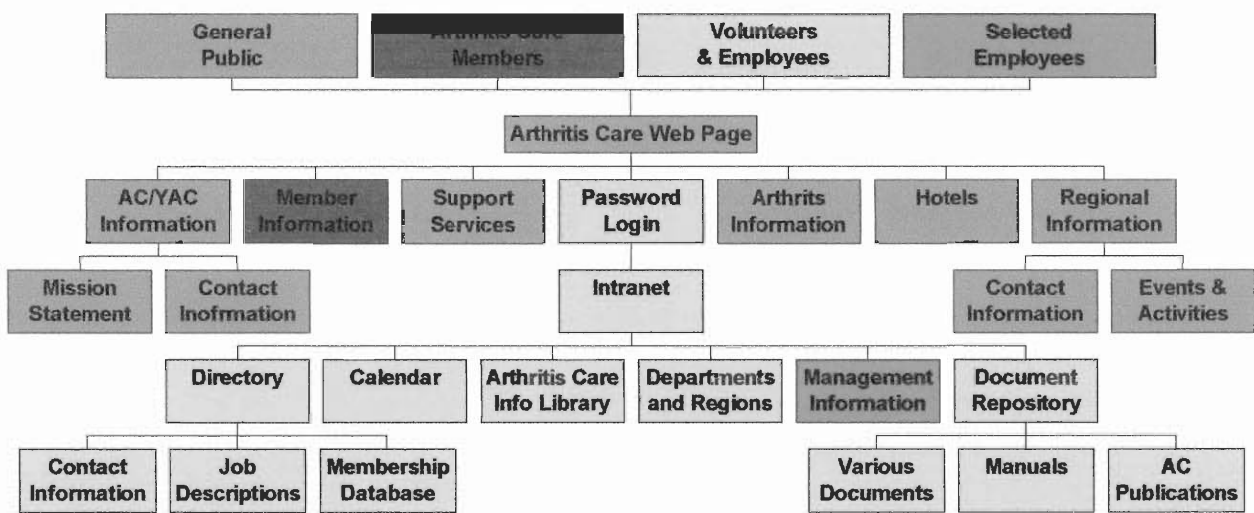 General
Public
Arthritis Care
Members
Volunteers
& Employees
Selected
Employees
Arthritis Care Web Page
AC/YAC
Information
Member
Information
Support
Services
Password
Login
Arthrits
Information
Hotels
Regional
Information
Mission
Statement
Contact
Inofrmation
Intranet
Contact
Information
Events &
Activities
Directory
Calendar
Arthritis Care
Info Library
Departments
and Regions
Management
Information
Document
Repository
Contact
Information
Job
Descriptions
Membership
Database
Various
Documents
Manuals
AC
Publications